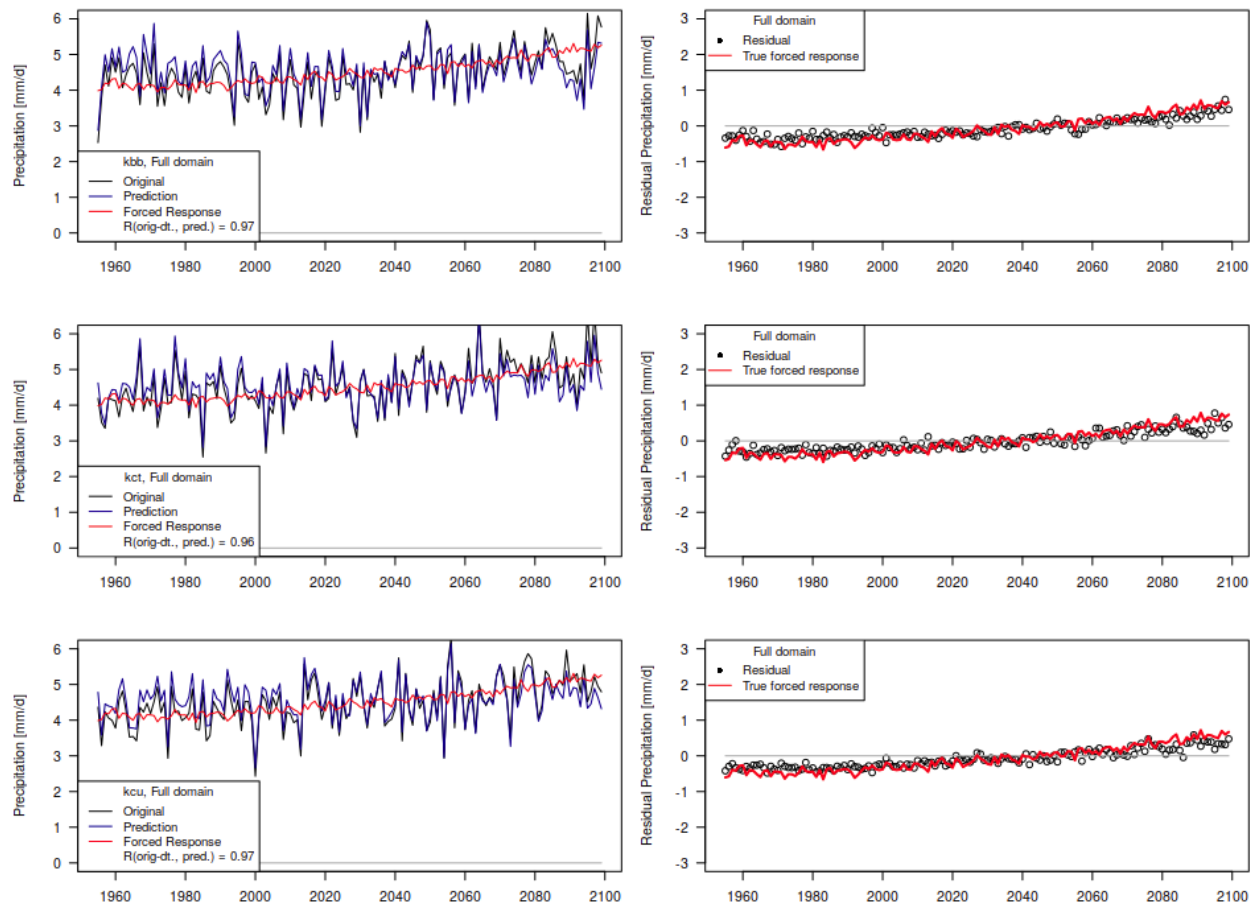 Precipitation [mm/d]
6
5
4
3
2
1
0
kbb, Full domain
Original
Prediction
Forced Response
R(orig-dt., pred.) = 0.97
1960 1980 2000 2020 2040 2060 2080 2100
Residual Precipitation [mm/d]
3
2
1
0
-1
-2
-3
Full domain
Residual
True forced response
1960 1980 2000 2020 2040 2060 2080 2100
Precipitation [mm/d]
6
5
4
3
2
1
0
kct, Full domain
Original
Prediction
Forced Response
R(orig-dt., pred.) = 0.96
1960 1980 2000 2020 2040 2060 2080 2100
Residual Precipitation [mm/d]
3
2
1
0
-1
-2
-3
Full domain
Residual
True forced response
1960 1980 2000 2020 2040 2060 2080 2100
Precipitation [mm/d]
6
5
4
3
2
1
0
kcu, Full domain
Original
Prediction
Forced Response
R(orig-dt., pred.) = 0.97
1960 1980 2000 2020 2040 2060 2080 2100
Residual Precipitation [mm/d]
3
2
1
0
-1
-2
-3
Full domain
Residual
True forced response
1960 1980 2000 2020 2040 2060 2080 2100